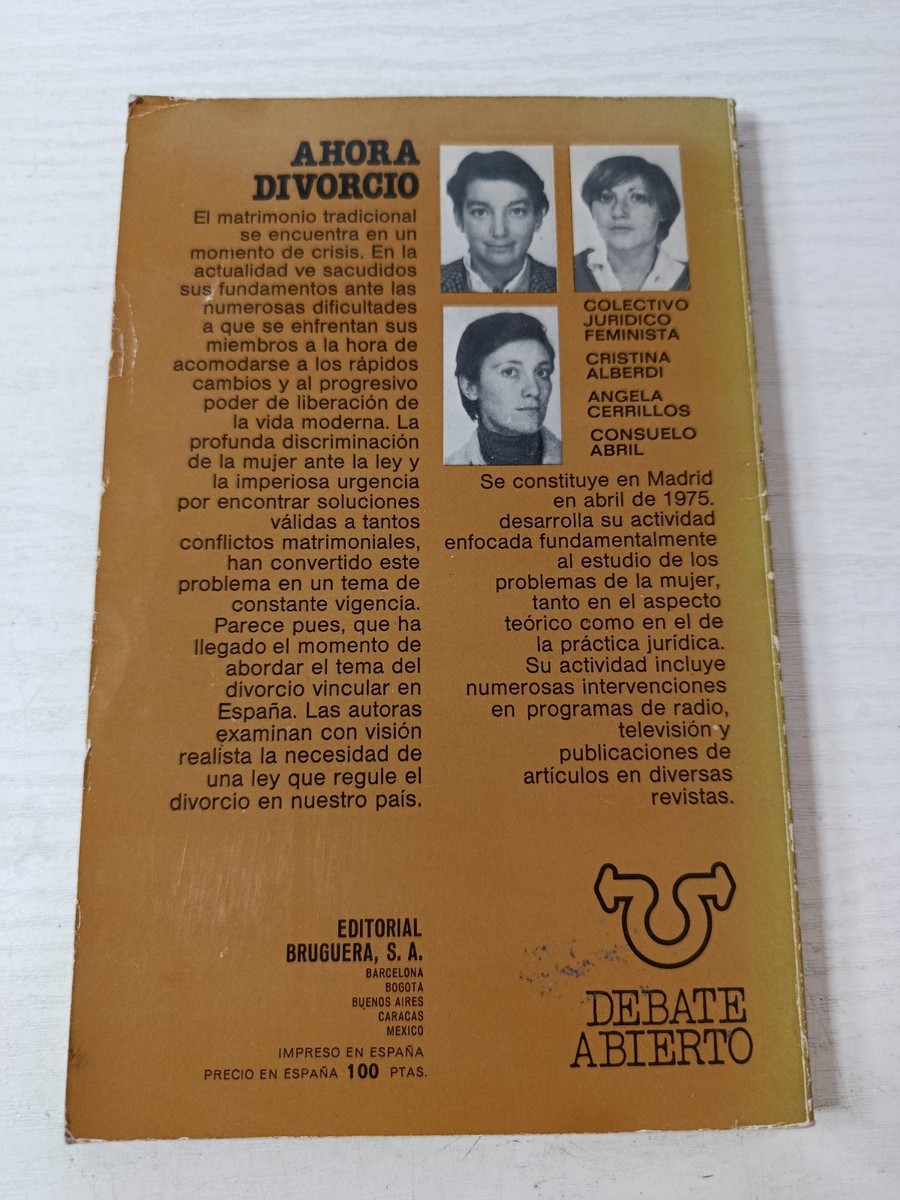 AHORA
DIVORCIO
El matrimonio tradicional
se encuentra en un
momento de crisis. En la
actualidad ve sacudidos
sus fundamentos ante las
numerosas dificultades
a que se enfrentan sus
miembros a la hora de
acomodarse a los rápidos
cambios y al progresivo
poder de liberación de
la vida moderna. La
profunda discriminación
de la mujer ante la ley y
la imperiosa urgencia
por encontrar soluciones
válidas a tantos
conflictos matrimoniales,
han convertido este
problema en un tema de
constante vigencia.
Parece pues, que ha
llegado el momento de
abordar el tema del
divorcio vincular en
España. Las autoras
examinan con visión
realista la necesidad de
una ley que regule el
divorcio en nuestro país.
COLECTIVO
JURIDICO
FEMINISTA
CRISTINA
ALBERDI
ANGELA
CERRILLOS
CONSUELO
ABRIL
Se constituye en Madrid
en abril de 1975.
desarrolla su actividad
enfocada fundamentalmente
al estudio de los
problemas de la mujer,
tanto en el aspecto
teórico como en el de
la práctica jurídica.
Su actividad incluye
numerosas intervenciones
en programas de radio,
televisión y
publicaciones de
artículos en diversas
revistas.
EDITORIAL
BRUGUERA, S. A.
BARCELONA
BOGOTA
BUENOS AIRES
CARACAS
MEXICO
IMPRESO EN ESPAÑA
PRECIO EN ESPAÑA 100 PTAS.
DEBATE
ABIERTO